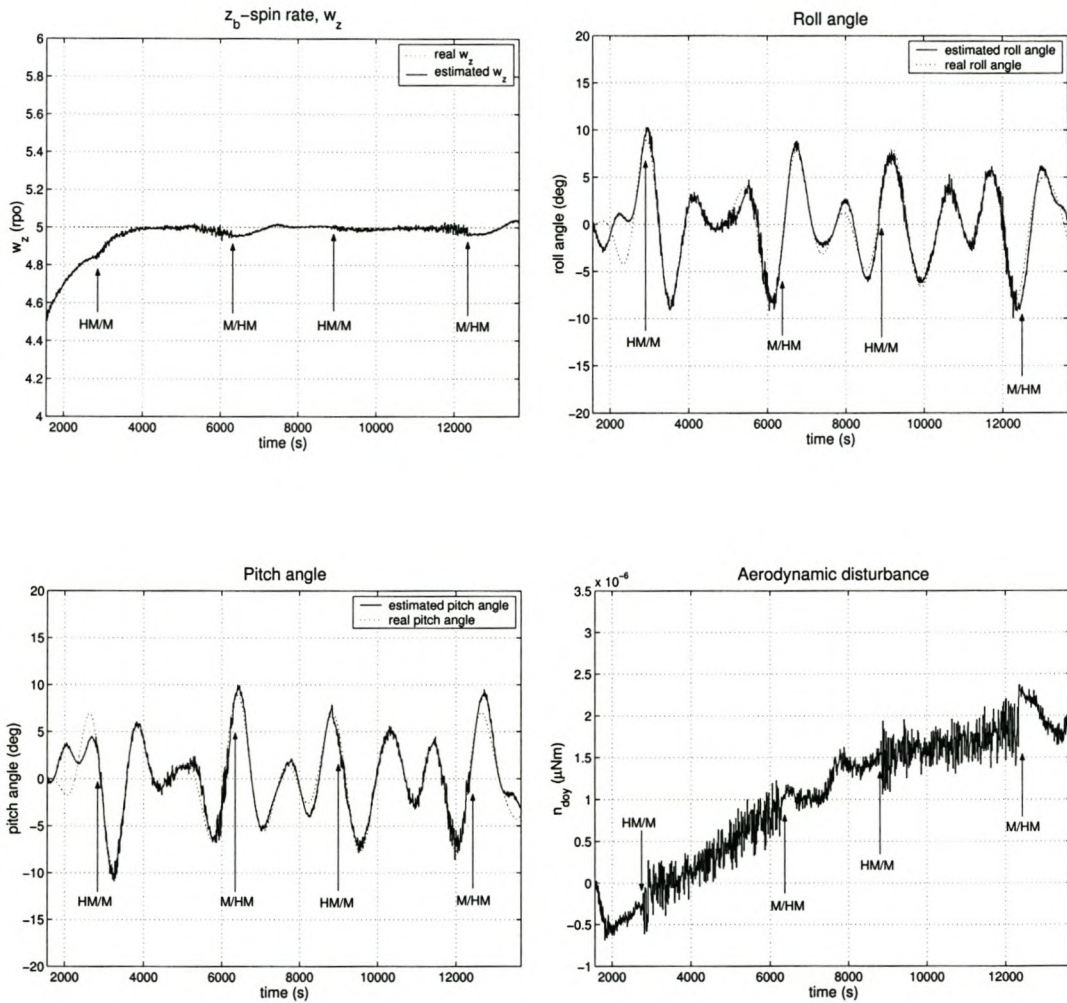 z_b-spin rate, w_z
6
5.8
5.6
5.4
5.2
5
4.8
4.6
4.4
4.2
4
w_z (rpo)
real w_z
estimated w_z
HM/M
M/HM
HM/M
M/HM
2000 4000 6000 8000 10000 12000
time (s)
Roll angle
20
15
10
5
0
-5
-10
-15
-20
roll angle (deg)
estimated roll angle
real roll angle
HM/M
M/HM
HM/M
M/HM
2000 4000 6000 8000 10000 12000
time (s)
Pitch angle
20
15
10
5
0
-5
-10
-15
-20
pitch angle (deg)
estimated pitch angle
real pitch angle
HM/M
M/HM
HM/M
M/HM
2000 4000 6000 8000 10000 12000
time (s)
Aerodynamic disturbance
x 10^-6
3.5
3
2.5
2
1.5
1
0.5
0
-0.5
-1
n_doy (μNm)
HM/M
M/HM
HM/M
M/HM
2000 4000 6000 8000 10000 12000
time (s)